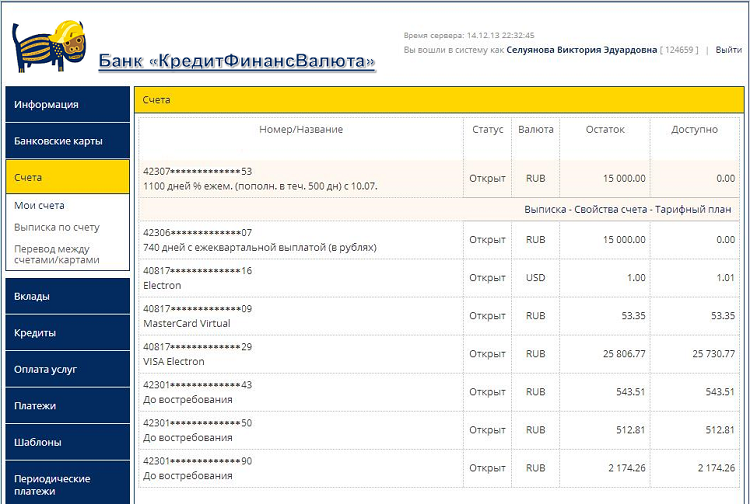 Время сервера: 14.12.13 22:32:45
Вы вошли в систему как Селуянова Виктория Эдуардовна [ 124659 ] | Выйти
Банк «КредитФинансВалюта»
Информация
Банковские карты
Счета
Мои счета
Выписка по счету
Перевод между
счетами/картами
Вклады
Кредиты
Оплата услуг
Платежи
Шаблоны
Периодические
платежи
Счета
Номер/Название Статус Валюта Остаток Доступно
42307*************53
1100 дней % ежем. (пополн. в теч. 500 дн) с 10.07. Открыт RUB 15 000.00 0.00
Выписка - Свойства счета - Тарифный план
42306*************07
740 дней с ежеквартальной выплатой (в рублях) Открыт RUB 15 000.00 0.00
40817*************16
Electron Открыт USD 1.00 1.01
40817*************09
MasterCard Virtual Открыт RUB 53.35 53.35
40817*************29
VISA Electron Открыт RUB 25 806.77 25 730.77
42301*************43
До востребования Открыт RUB 543.51 543.51
42301*************50
До востребования Открыт RUB 512.81 512.81
42301*************90
До востребования Открыт RUB 2 174.26 2 174.26